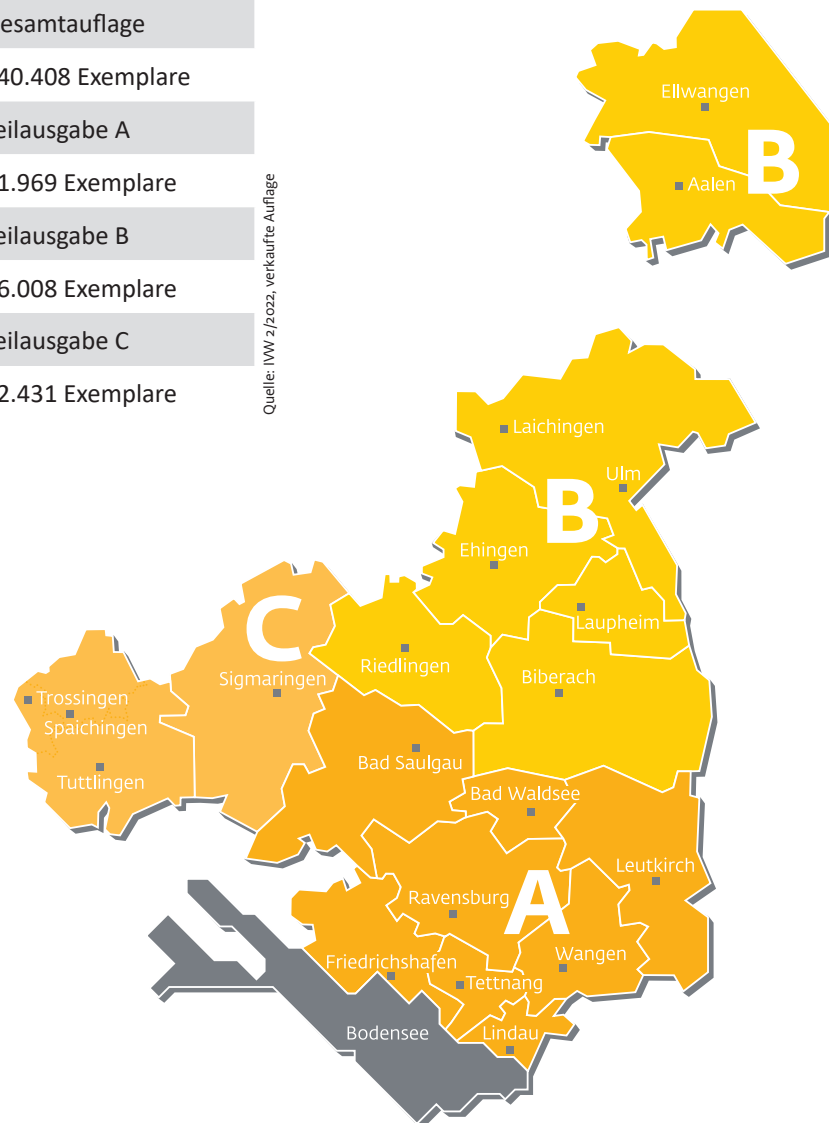 esamtauflage
40.408 Exemplare
eilausgabe A
1.969 Exemplare
eilausgabe B
6.008 Exemplare
eilausgabe C
2.431 Exemplare
Quelle: IVW 2/2022, verkaufte Auflage
Ellwangen
B
Aalen
Laichingen
Ulm
B
Ehingen
Laupheim
C
Riedlingen
Sigmaringen
Biberach
Trossingen
Spaichingen
Tuttlingen
Bad Saulgau
Bad Waldsee
Leutkirch
Ravensburg
A
Wangen
Friedrichshafen
Tettnang
Bodensee
Lindau